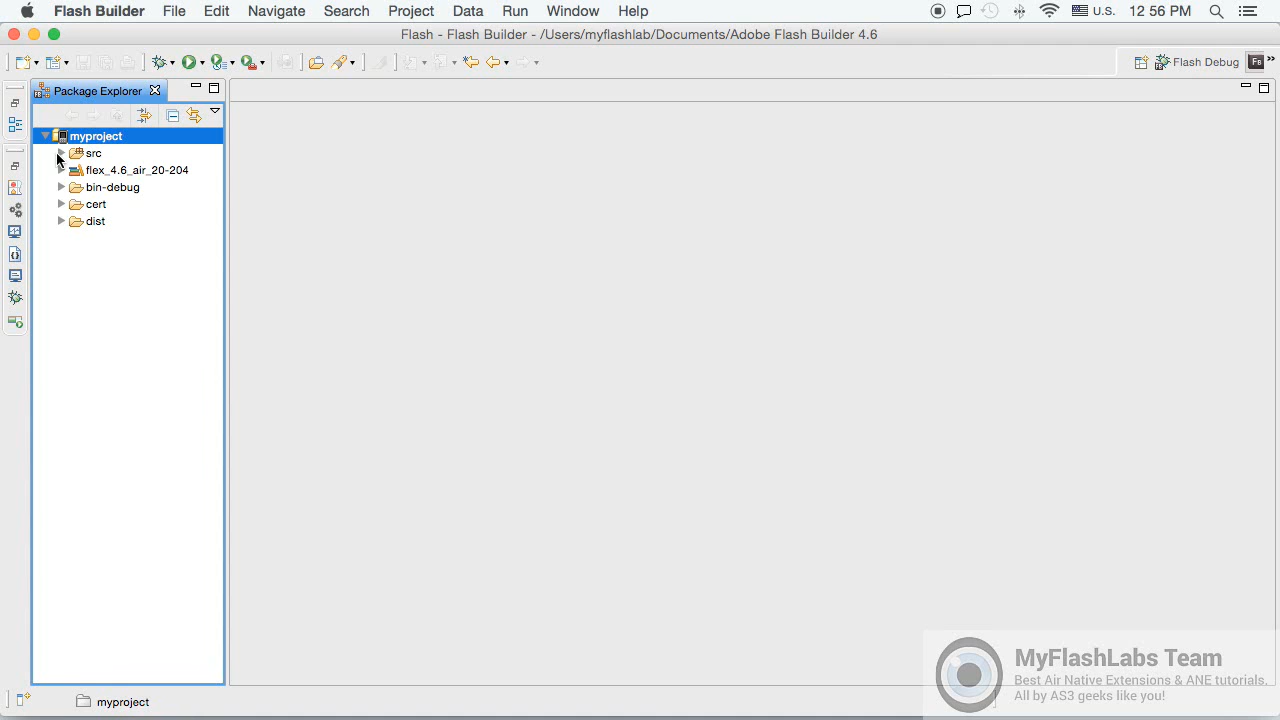 Flash Builder File Edit Navigate Search Project Data Run Window Help U.S. 12 56 PM
Flash - Flash Builder - /Users/myflashlab/Documents/Adobe Flash Builder 4.6
Flash Debug Fb
Package Explorer
myproject
src
flex_4.6_air_20-204
bin-debug
cert
dist
MyFlashLabs Team
Best Air Native Extensions & ANE tutorials.
All by AS3 geeks like you!
myproject